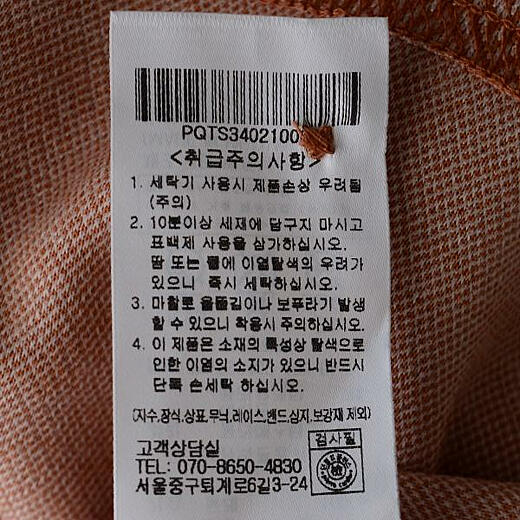 PQTS3402100
<취급주의사항>
1. 세탁기 사용시 제품손상 우려됨
(주의)
2. 10분이상 세재에 담구지 마시고
표백제 사용을 삼가하십시오.
땀 또는 물에 이염탈색의 우려가
있으니 즉시 세탁하십시오.
3. 마찰로 올뜯김이나 보푸라기 발생
할 수 있으니 착용시 주의하십시오.
4. 이 제품은 소재의 특성상 탈색으로
인한 이염의 소지가 있으니 반드시
단독 손세탁 하십시오.
(자수,장식,상표,무늬,레이스,밴드,심지,보강재 제외)
고객상담실
검사필
TEL: 070-8650-4830
서울중구퇴계로6길3-24